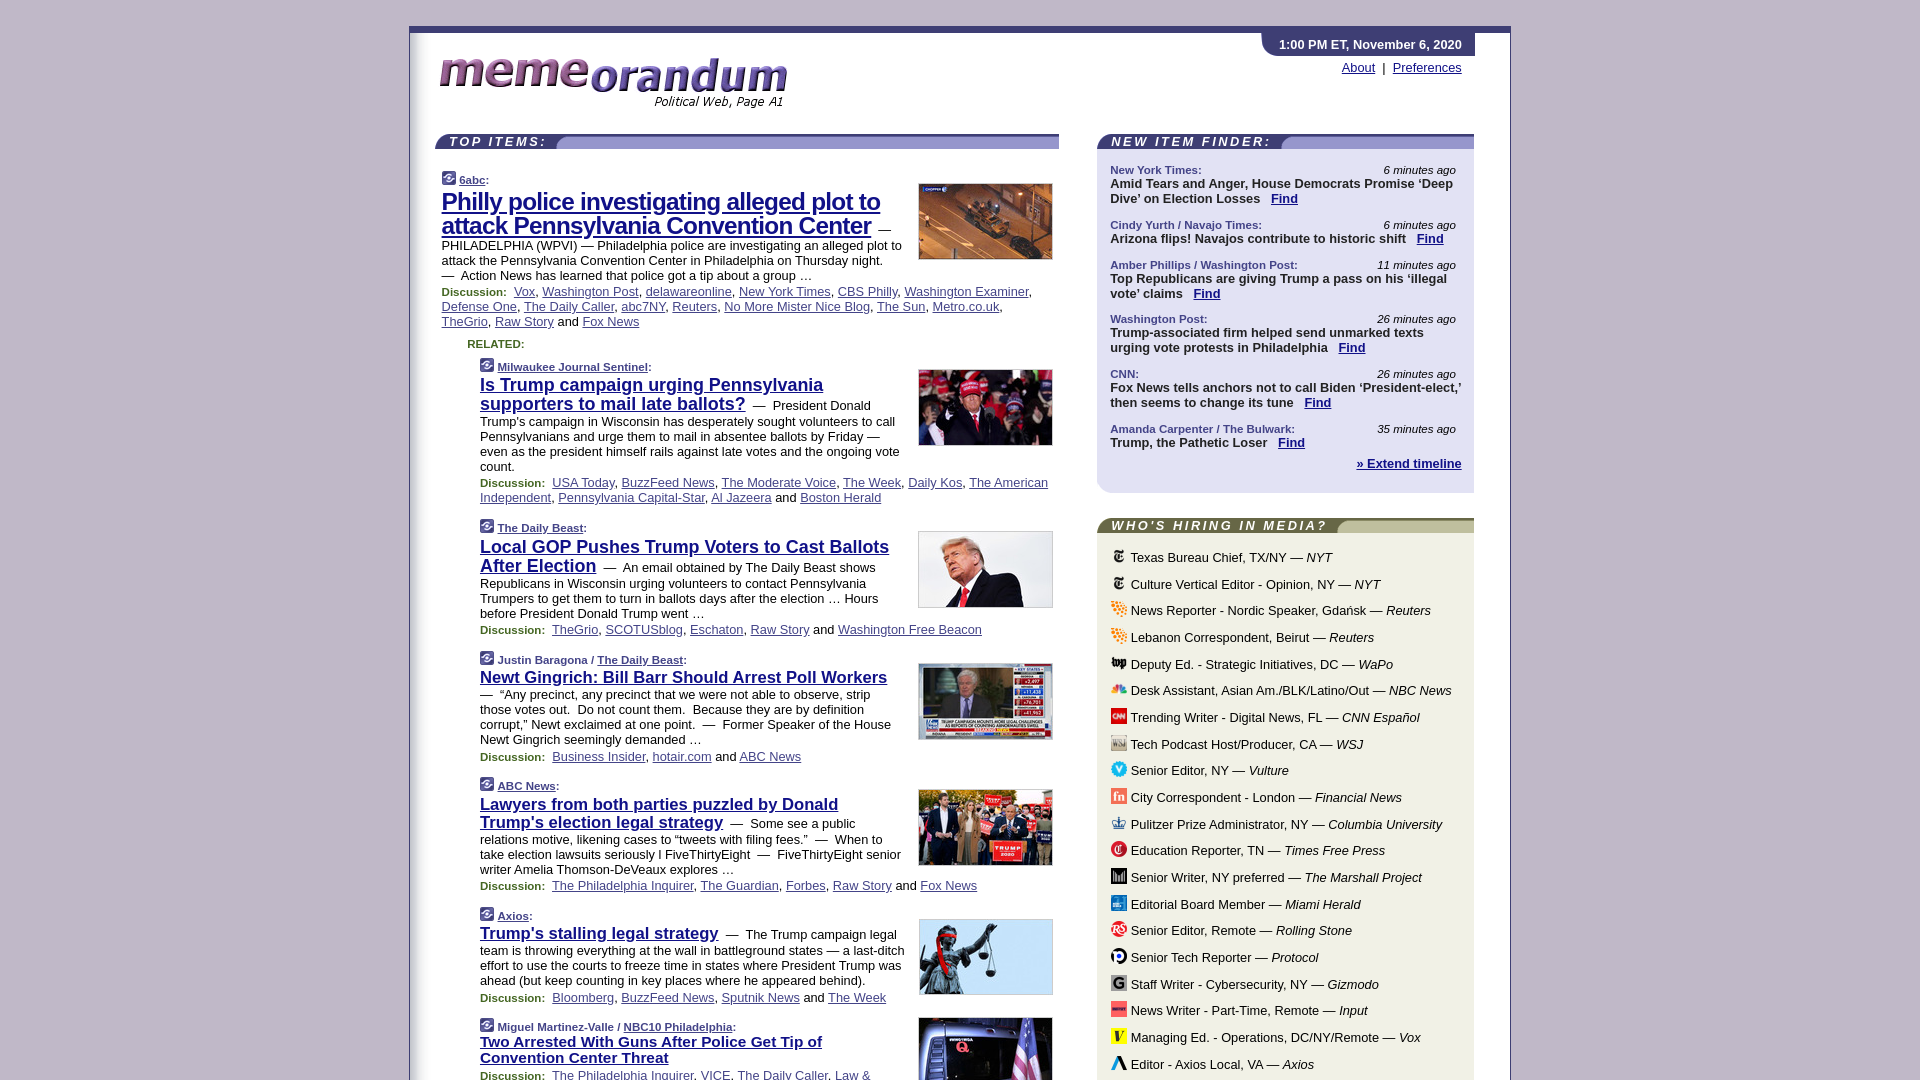 1:00 PM ET, November 6, 2020
About | Preferences
memeorandum
Political Web, Page A1
TOP ITEMS:
6abc:
Philly police investigating alleged plot to
attack Pennsylvania Convention Center —
PHILADELPHIA (WPVI) — Philadelphia police are investigating an alleged plot to
attack the Pennsylvania Convention Center in Philadelphia on Thursday night.
— Action News has learned that police got a tip about a group …
Discussion: Vox, Washington Post, delawareonline, New York Times, CBS Philly, Washington Examiner,
Defense One, The Daily Caller, abc7NY, Reuters, No More Mister Nice Blog, The Sun, Metro.co.uk,
TheGrio, Raw Story and Fox News
RELATED:
Milwaukee Journal Sentinel:
Is Trump campaign urging Pennsylvania
supporters to mail late ballots? — President Donald
Trump's campaign in Wisconsin has desperately sought volunteers to call
Pennsylvanians and urge them to mail in absentee ballots by Friday —
even as the president himself rails against late votes and the ongoing vote
count.
Discussion: USA Today, BuzzFeed News, The Moderate Voice, The Week, Daily Kos, The American
Independent, Pennsylvania Capital-Star, Al Jazeera and Boston Herald
The Daily Beast:
Local GOP Pushes Trump Voters to Cast Ballots
After Election — An email obtained by The Daily Beast shows
Republicans in Wisconsin urging volunteers to contact Pennsylvania
Trumpers to get them to turn in ballots days after the election … Hours
before President Donald Trump went …
Discussion: TheGrio, SCOTUSblog, Eschaton, Raw Story and Washington Free Beacon
Justin Baragona / The Daily Beast:
Newt Gingrich: Bill Barr Should Arrest Poll Workers
— “Any precinct, any precinct that we were not able to observe, strip
those votes out. Do not count them. Because they are by definition
corrupt,” Newt exclaimed at one point. — Former Speaker of the House
Newt Gingrich seemingly demanded …
Discussion: Business Insider, hotair.com and ABC News
ABC News:
Lawyers from both parties puzzled by Donald
Trump's election legal strategy — Some see a public
relations motive, likening cases to “tweets with filing fees.” — When to
take election lawsuits seriously l FiveThirtyEight — FiveThirtyEight senior
writer Amelia Thomson-DeVeaux explores …
Discussion: The Philadelphia Inquirer, The Guardian, Forbes, Raw Story and Fox News
Axios:
Trump's stalling legal strategy — The Trump campaign legal
team is throwing everything at the wall in battleground states — a last-ditch
effort to use the courts to freeze time in states where President Trump was
ahead (but keep counting in key places where he appeared behind).
Discussion: Bloomberg, BuzzFeed News, Sputnik News and The Week
Miguel Martinez-Valle / NBC10 Philadelphia:
Two Arrested With Guns After Police Get Tip of
Convention Center Threat
Discussion: The Philadelphia Inquirer, VICE, The Daily Caller, Law &
NEW ITEM FINDER:
New York Times: 6 minutes ago
Amid Tears and Anger, House Democrats Promise ‘Deep
Dive’ on Election Losses Find
Cindy Yurth / Navajo Times: 6 minutes ago
Arizona flips! Navajos contribute to historic shift Find
Amber Phillips / Washington Post: 11 minutes ago
Top Republicans are giving Trump a pass on his ‘illegal
vote’ claims Find
Washington Post: 26 minutes ago
Trump-associated firm helped send unmarked texts
urging vote protests in Philadelphia Find
CNN: 26 minutes ago
Fox News tells anchors not to call Biden ‘President-elect,’
then seems to change its tune Find
Amanda Carpenter / The Bulwark: 35 minutes ago
Trump, the Pathetic Loser Find
» Extend timeline
WHO'S HIRING IN MEDIA?
Texas Bureau Chief, TX/NY — NYT
Culture Vertical Editor - Opinion, NY — NYT
News Reporter - Nordic Speaker, Gdańsk — Reuters
Lebanon Correspondent, Beirut — Reuters
Deputy Ed. - Strategic Initiatives, DC — WaPo
Desk Assistant, Asian Am./BLK/Latino/Out — NBC News
Trending Writer - Digital News, FL — CNN Español
Tech Podcast Host/Producer, CA — WSJ
Senior Editor, NY — Vulture
City Correspondent - London — Financial News
Pulitzer Prize Administrator, NY — Columbia University
Education Reporter, TN — Times Free Press
Senior Writer, NY preferred — The Marshall Project
Editorial Board Member — Miami Herald
Senior Editor, Remote — Rolling Stone
Senior Tech Reporter — Protocol
Staff Writer - Cybersecurity, NY — Gizmodo
News Writer - Part-Time, Remote — Input
Managing Ed. - Operations, DC/NY/Remote — Vox
Editor - Axios Local, VA — Axios